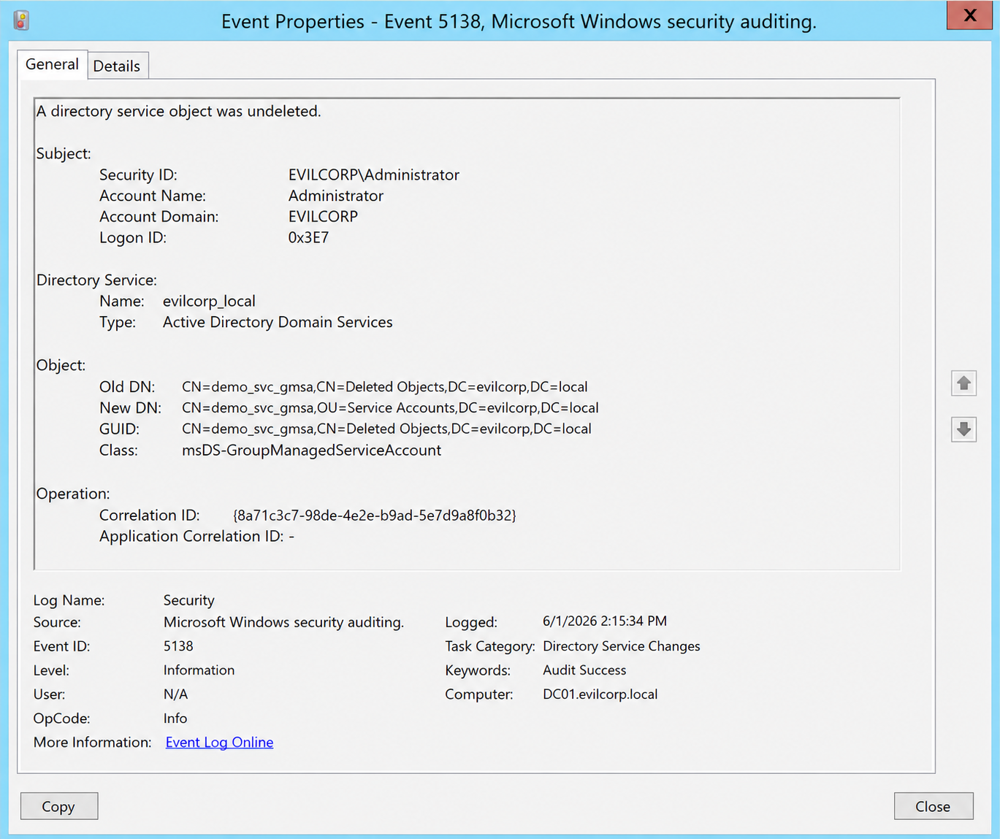 Event Properties - Event 5138, Microsoft Windows security auditing.
X
General Details
A directory service object was undeleted.
Subject:
Security ID: EVILCORP\Administrator
Account Name: Administrator
Account Domain: EVILCORP
Logon ID: 0x3E7
Directory Service:
Name: evilcorp_local
Type: Active Directory Domain Services
Object:
Old DN: CN=demo_svc_gmsa,CN=Deleted Objects,DC=evilcorp,DC=local
New DN: CN=demo_svc_gmsa,OU=Service Accounts,DC=evilcorp,DC=local
GUID: CN=demo_svc_gmsa,CN=Deleted Objects,DC=evilcorp,DC=local
Class: msDS-GroupManagedServiceAccount
Operation:
Correlation ID: {8a71c3c7-98de-4e2e-b9ad-5e7d9a8f0b32}
Application Correlation ID: -
Log Name: Security
Source: Microsoft Windows security auditing. Logged: 6/1/2026 2:15:34 PM
Event ID: 5138 Task Category: Directory Service Changes
Level: Information Keywords: Audit Success
User: N/A Computer: DC01.evilcorp.local
OpCode: Info
More Information: Event Log Online
Copy Close